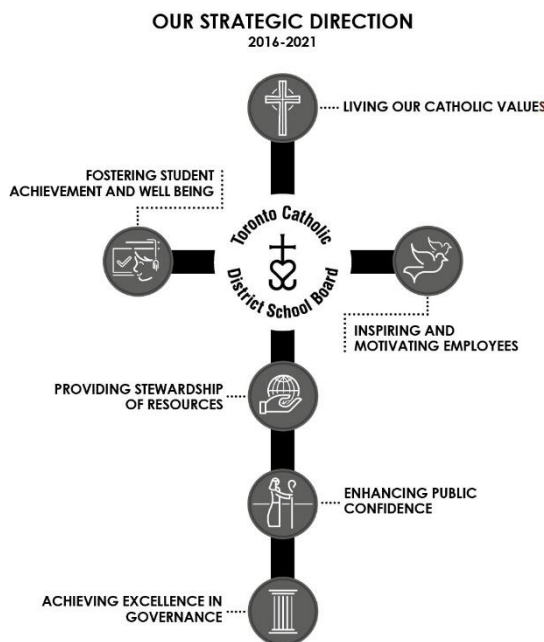 OUR STRATEGIC DIRECTION
2016-2021
LIVING OUR CATHOLIC VALUES
FOSTERING STUDENT
ACHIEVEMENT AND WELL BEING
Toronto Catholic
District School Board
INSPIRING AND
MOTIVATING EMPLOYEES
PROVIDING STEWARDSHIP
OF RESOURCES
ENHANCING PUBLIC
CONFIDENCE
ACHIEVING EXCELLENCE IN
GOVERNANCE